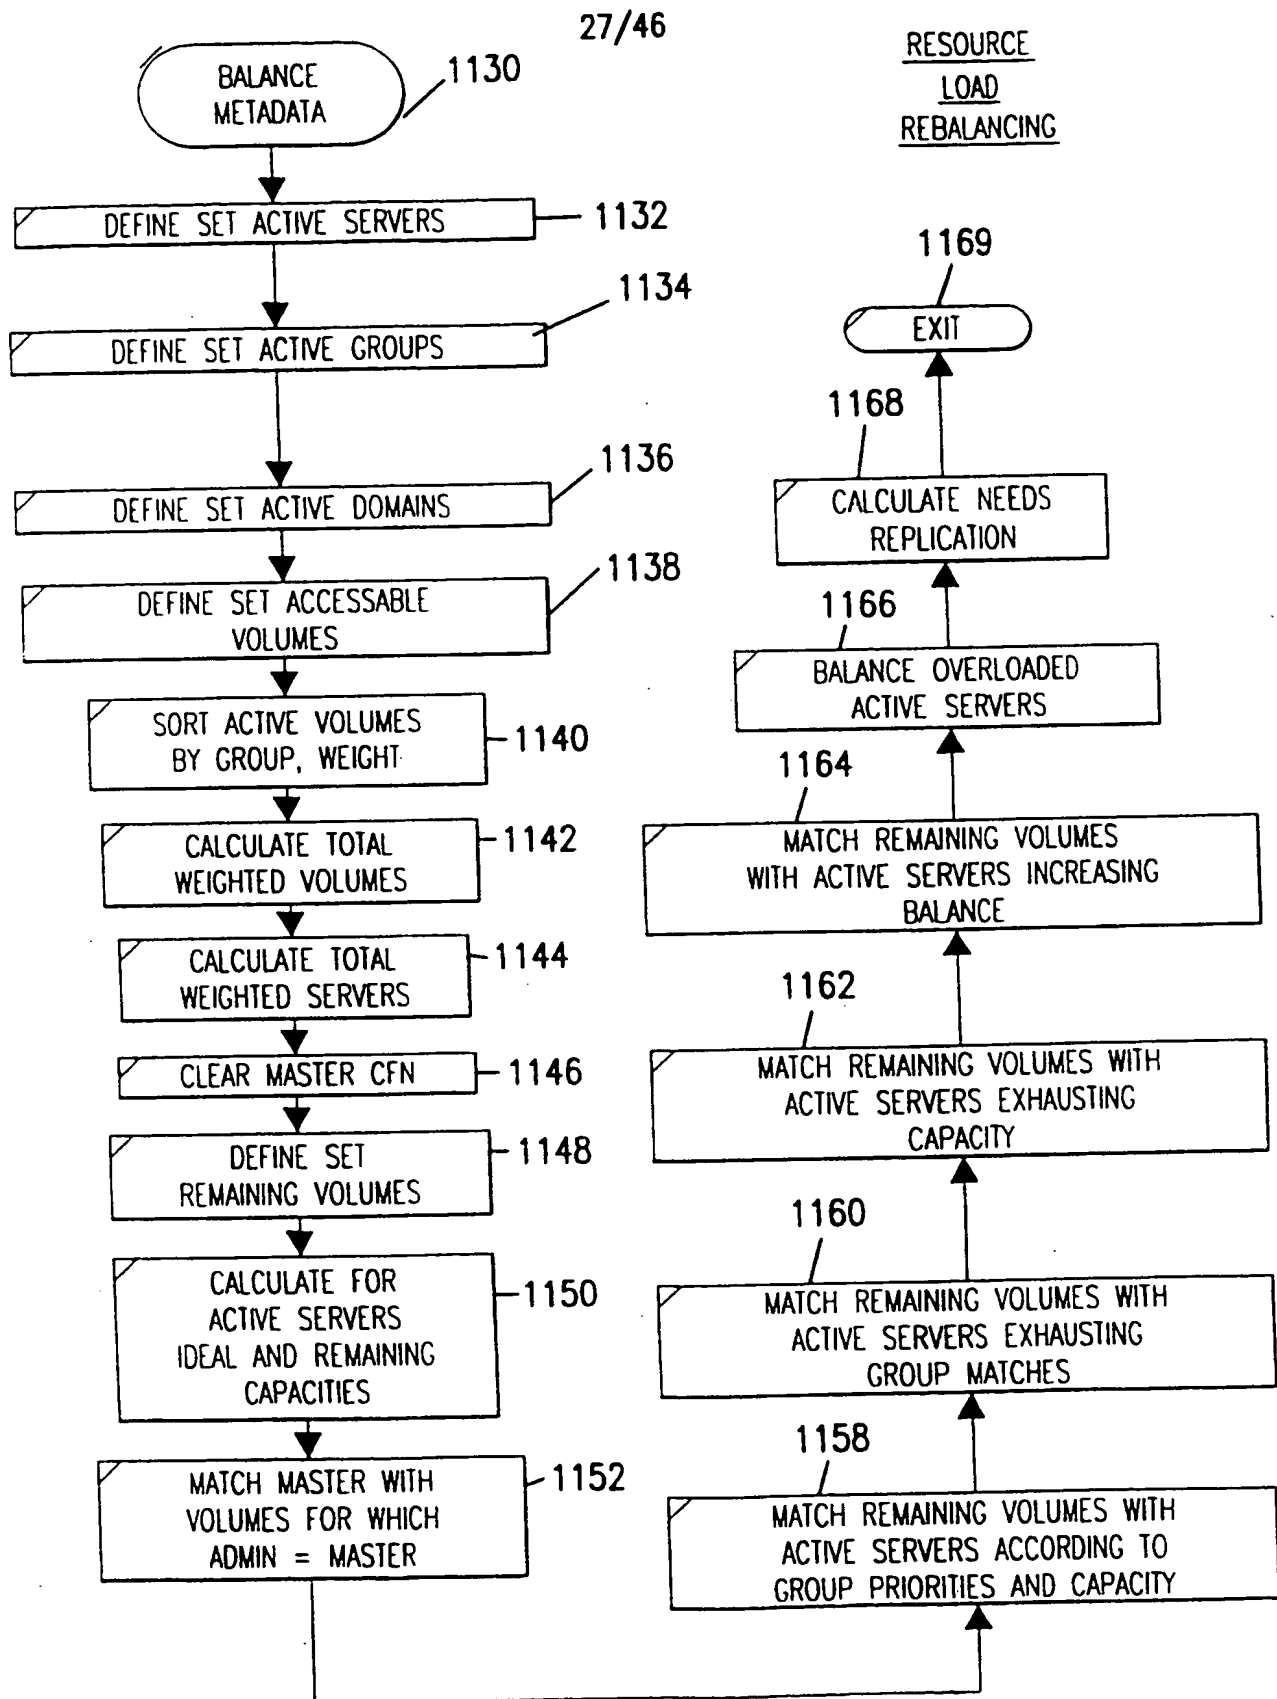 27/46
RESOURCE
LOAD
REBALANCING
BALANCE
METADATA
1130
DEFINE SET ACTIVE SERVERS
1132
DEFINE SET ACTIVE GROUPS
1134
DEFINE SET ACTIVE DOMAINS
1136
DEFINE SET ACCESSABLE
VOLUMES
1138
SORT ACTIVE VOLUMES
BY GROUP, WEIGHT
1140
CALCULATE TOTAL
WEIGHTED VOLUMES
1142
CALCULATE TOTAL
WEIGHTED SERVERS
1144
CLEAR MASTER CFN
1146
DEFINE SET
REMAINING VOLUMES
1148
CALCULATE FOR
ACTIVE SERVERS
IDEAL AND REMAINING
CAPACITIES
1150
MATCH MASTER WITH
VOLUMES FOR WHICH
ADMIN = MASTER
1152
1158
MATCH REMAINING VOLUMES WITH
ACTIVE SERVERS ACCORDING TO
GROUP PRIORITIES AND CAPACITY
1160
MATCH REMAINING VOLUMES WITH
ACTIVE SERVERS EXHAUSTING
GROUP MATCHES
1162
MATCH REMAINING VOLUMES WITH
ACTIVE SERVERS EXHAUSTING
CAPACITY
1164
MATCH REMAINING VOLUMES
WITH ACTIVE SERVERS INCREASING
BALANCE
1166
BALANCE OVERLOADED
ACTIVE SERVERS
1168
CALCULATE NEEDS
REPLICATION
1169
EXIT